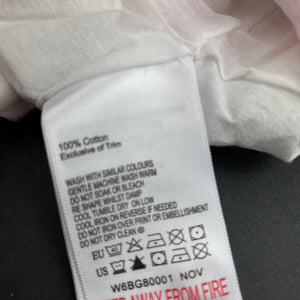 100% Cotton
Exclusive of Trim
WASH WITH SIMILAR COLOURS
GENTLE MACHINE WASH WARM
DO NOT SOAK OR BLEACH
RE SHAPE WHILST DAMP
COOL TUMBLE DRY ON LOW
COOL IRON ON REVERSE IF NEEDED
DO NOT IRON OVER PRINT OR EMBELLISHMENT
DO NOT DRY CLEAN
EU
US
W6BG80001 NOV
AWAY FROM FIRE